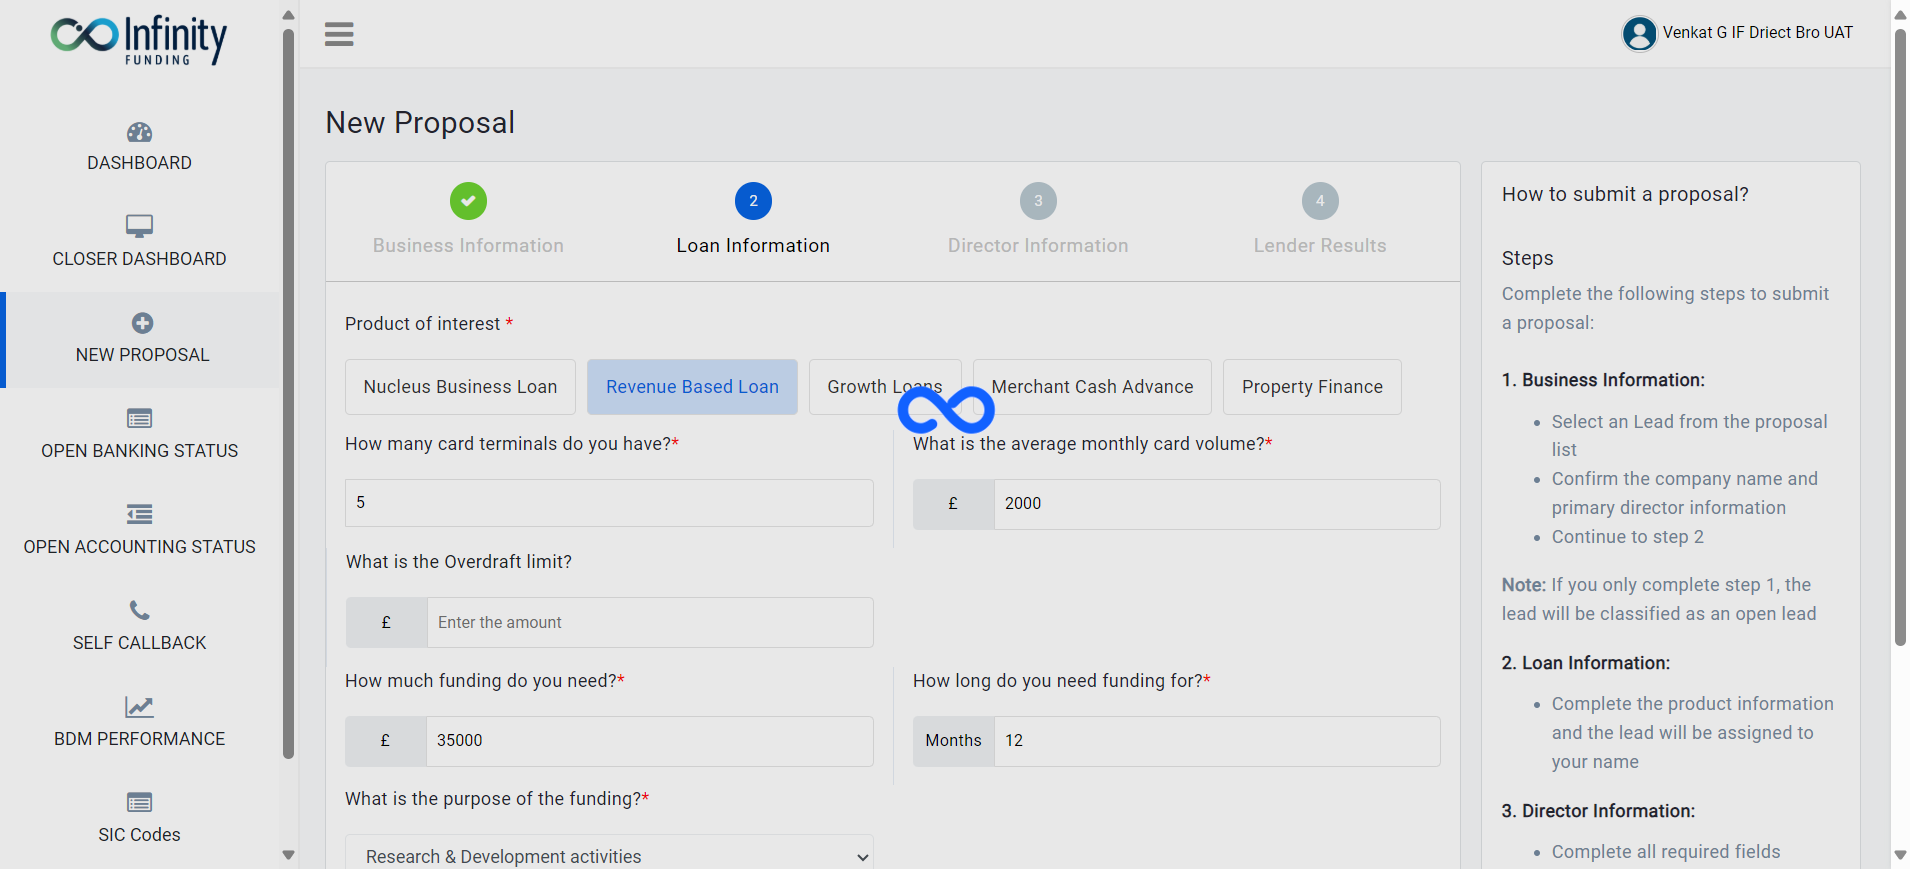 Infinity
FUNDING
Venkat G IF Driect Bro UAT
DASHBOARD
CLOSER DASHBOARD
NEW PROPOSAL
OPEN BANKING STATUS
OPEN ACCOUNTING STATUS
SELF CALLBACK
BDM PERFORMANCE
SIC Codes
New Proposal
2
3
4
Business Information
Loan Information
Director Information
Lender Results
Product of interest *
Nucleus Business Loan
Revenue Based Loan
Growth Loans
Merchant Cash Advance
Property Finance
How many card terminals do you have?*
What is the average monthly card volume?*
5
£ 2000
What is the Overdraft limit?
£ Enter the amount
How much funding do you need?*
How long do you need funding for?*
£ 35000
Months 12
What is the purpose of the funding?*
Research & Development activities
How to submit a proposal?
Steps
Complete the following steps to submit
a proposal:
1. Business Information:
• Select an Lead from the proposal
list
• Confirm the company name and
primary director information
• Continue to step 2
Note: If you only complete step 1, the
lead will be classified as an open lead
2. Loan Information:
• Complete the product information
and the lead will be assigned to
your name
3. Director Information:
• Complete all required fields